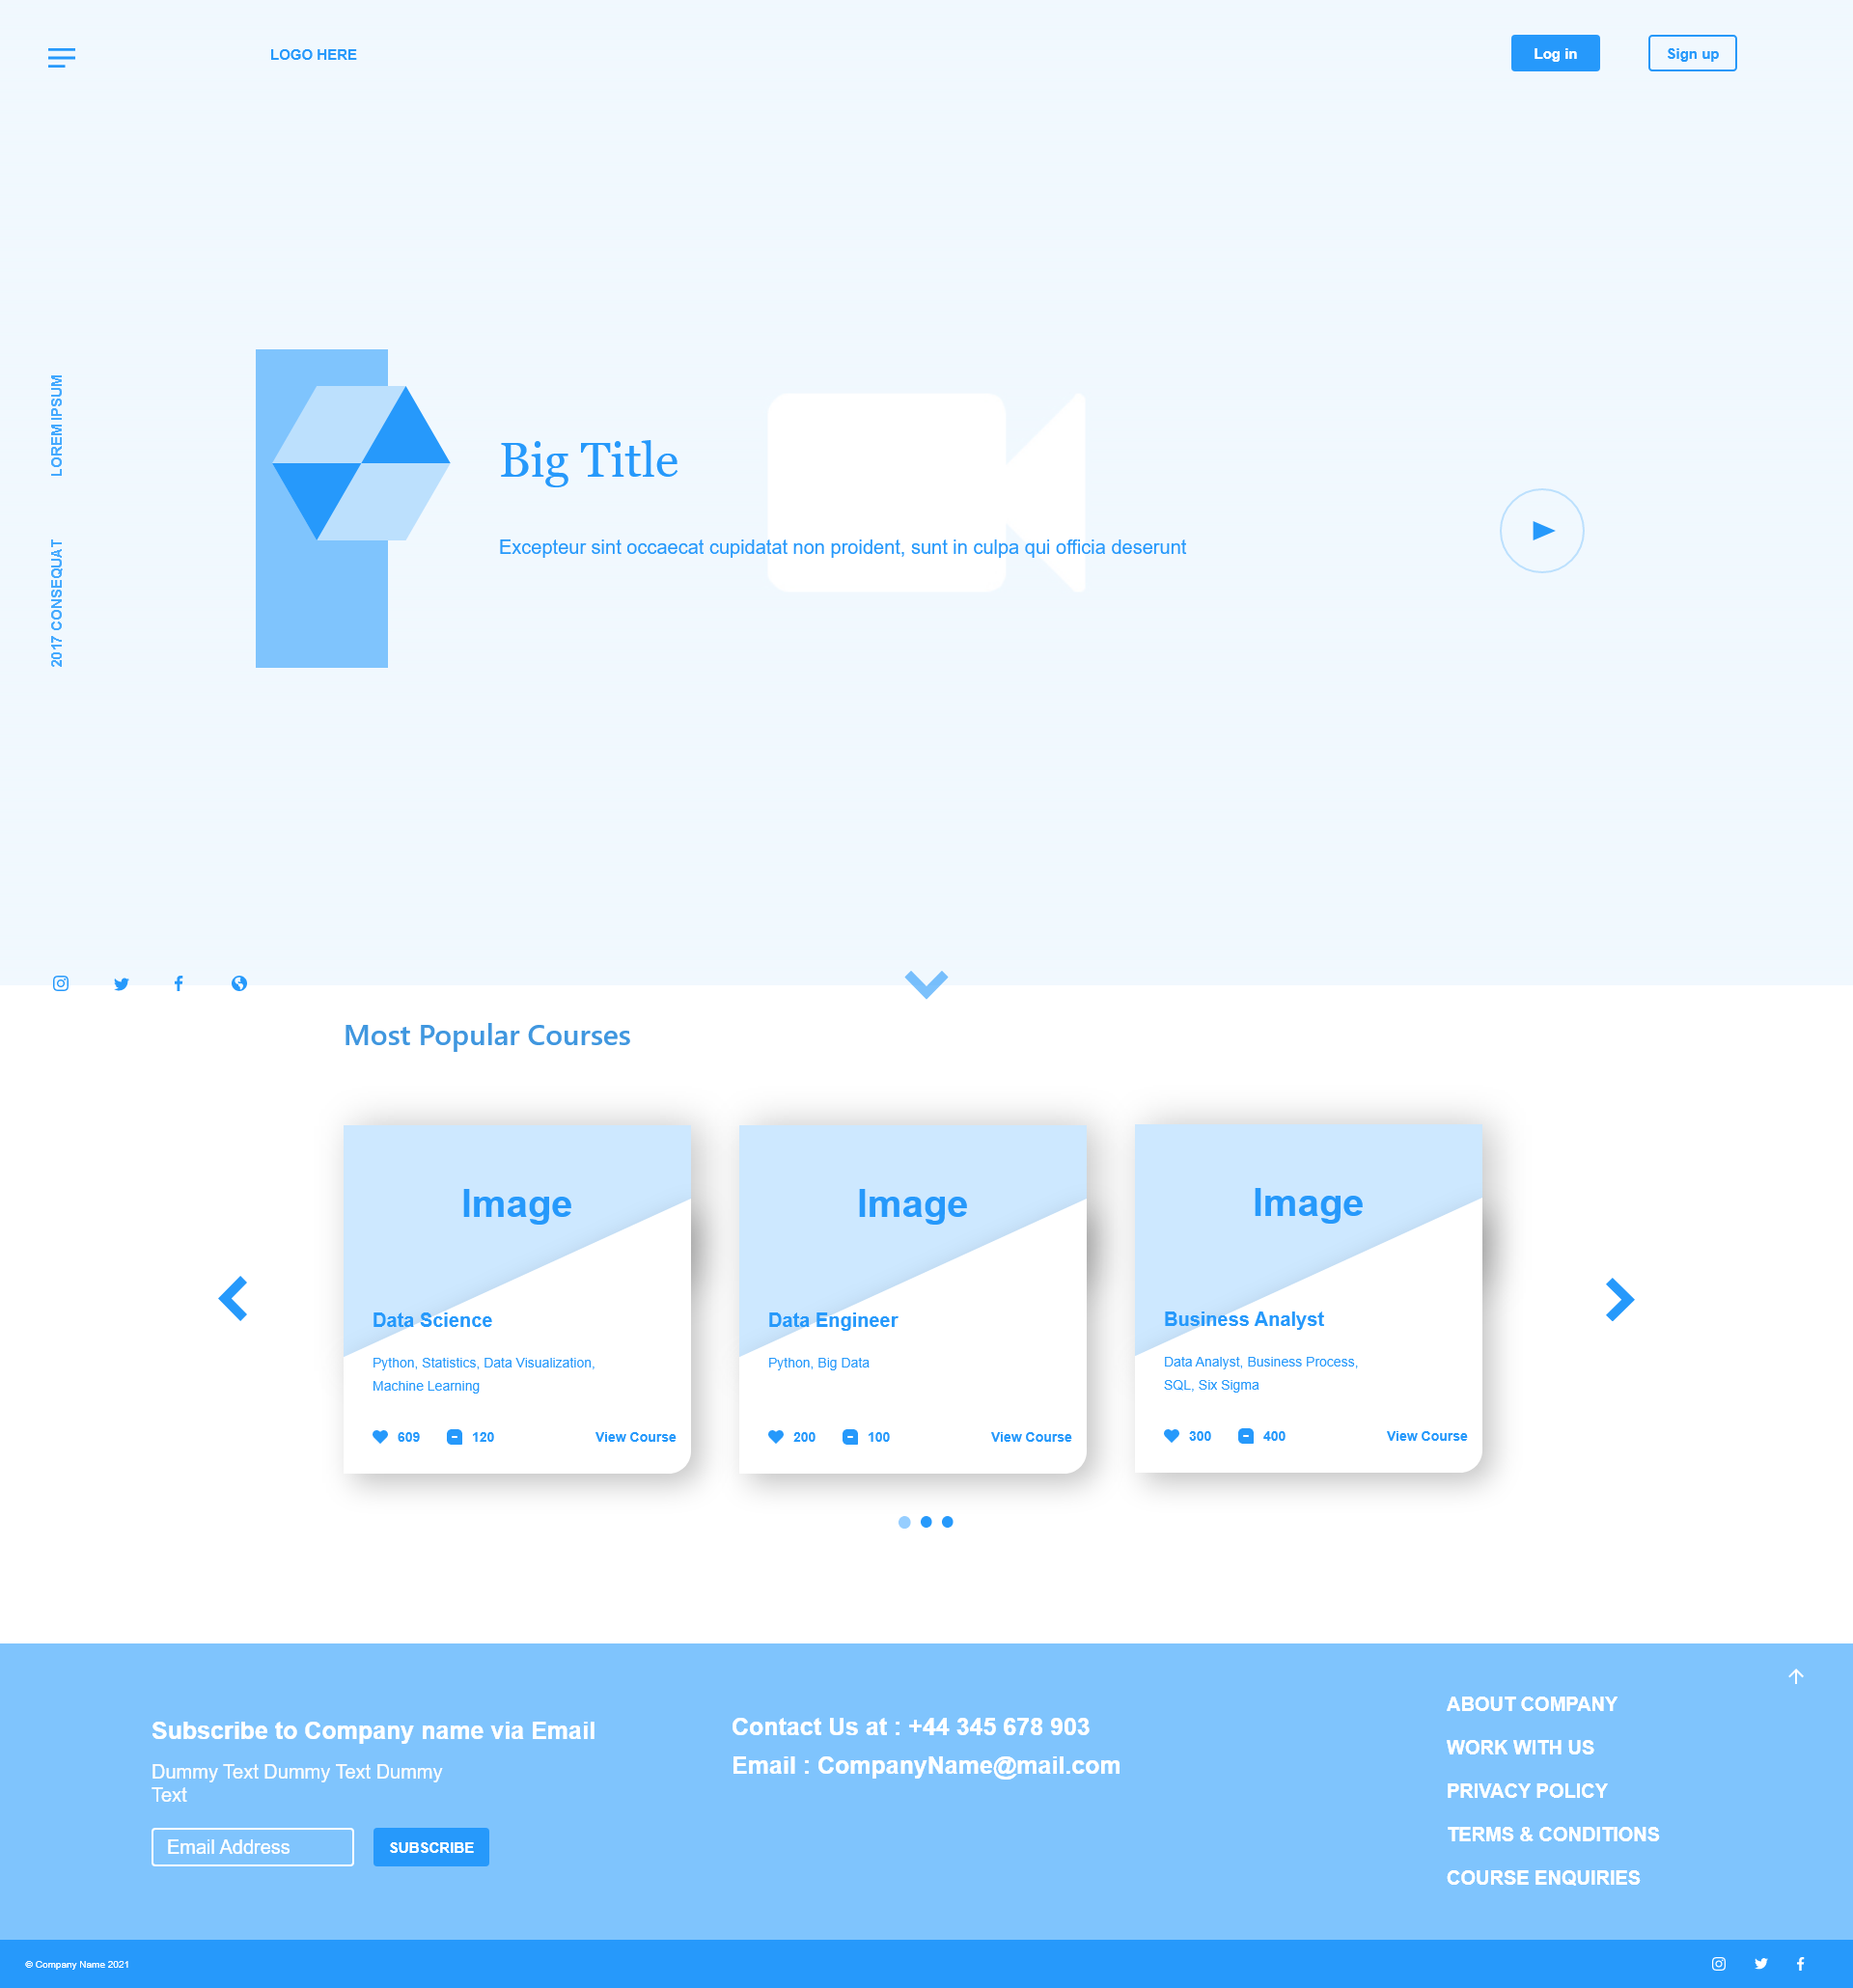 LOGO HERE
Log in
Sign up
LOREM IPSUM
2017 CONSEQUAT
Big Title
Excepteur sint occaecat cupidatat non proident, sunt in culpa qui officia deserunt
Most Popular Courses
Image
Data Science
Python, Statistics, Data Visualization,
Machine Learning
609
120
View Course
Image
Data Engineer
Python, Big Data
200
100
View Course
Image
Business Analyst
Data Analyst, Business Process,
SQL, Six Sigma
300
400
View Course
Subscribe to Company name via Email
Dummy Text Dummy Text Dummy
Text
Email Address
SUBSCRIBE
Contact Us at : +44 345 678 903
Email : CompanyName@mail.com
ABOUT COMPANY
WORK WITH US
PRIVACY POLICY
TERMS & CONDITIONS
COURSE ENQUIRIES
© Company Name 2021